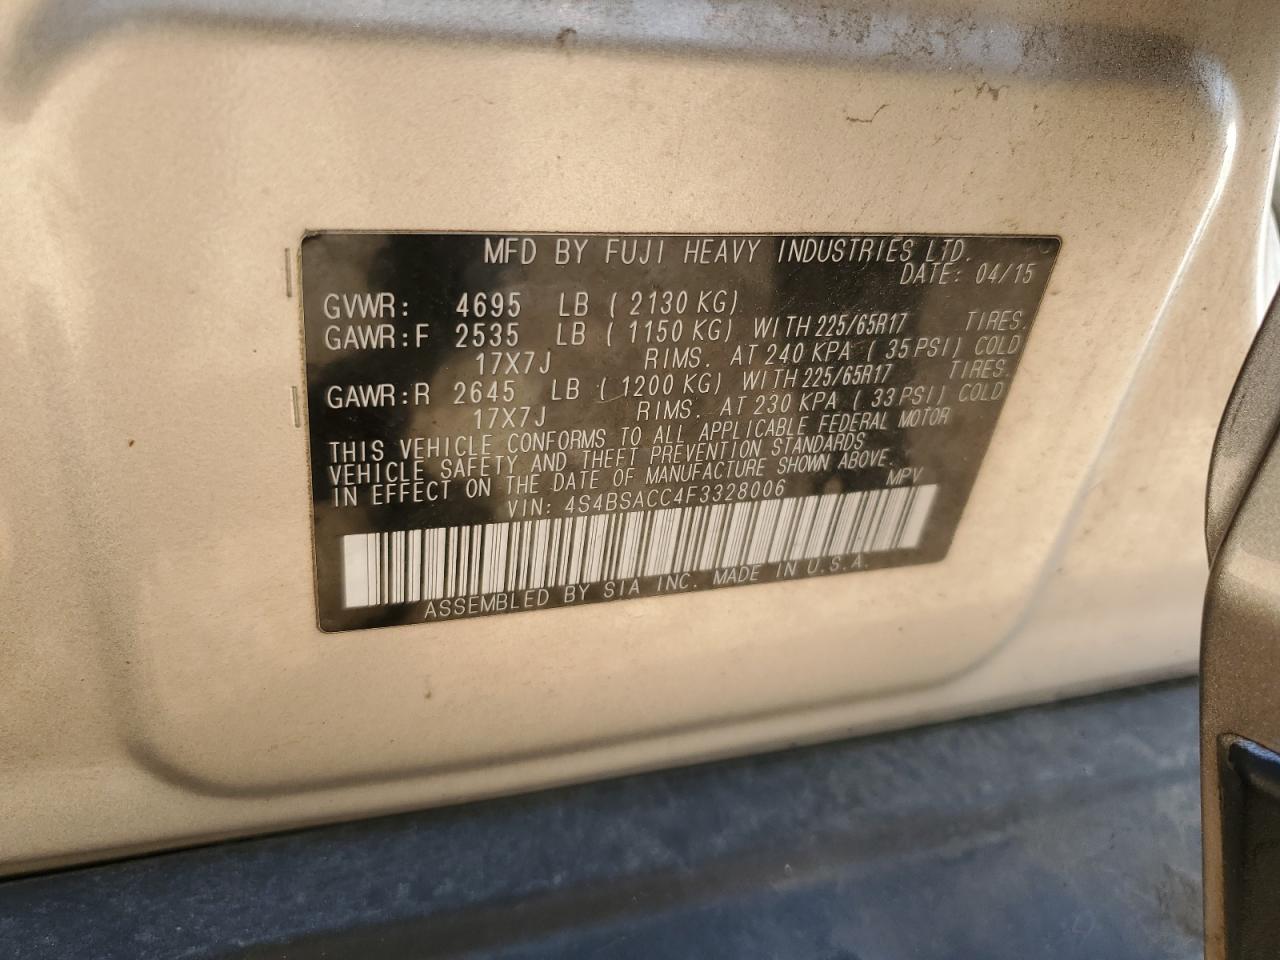 MFD BY FUJI HEAVY INDUSTRIES LTD.
DATE: 04/15
GVWR: 4695 LB ( 2130 KG)
GAWR:F 2535 LB ( 1150 KG) WITH 225/65R17 TIRES.
17X7J RIMS. AT 240 KPA ( 35 PSI) COLD
GAWR:R 2645 LB ( 1200 KG) WITH 225/65R17 TIRES.
17X7J RIMS. AT 230 KPA ( 33 PSI) COLD
THIS VEHICLE CONFORMS TO ALL APPLICABLE FEDERAL MOTOR
VEHICLE SAFETY AND THEFT PREVENTION STANDARDS
IN EFFECT ON THE DATE OF MANUFACTURE SHOWN ABOVE.
VIN: 4S4BSACC4F3328006 MPV
ASSEMBLED BY SIA INC. MADE IN U.S.A.